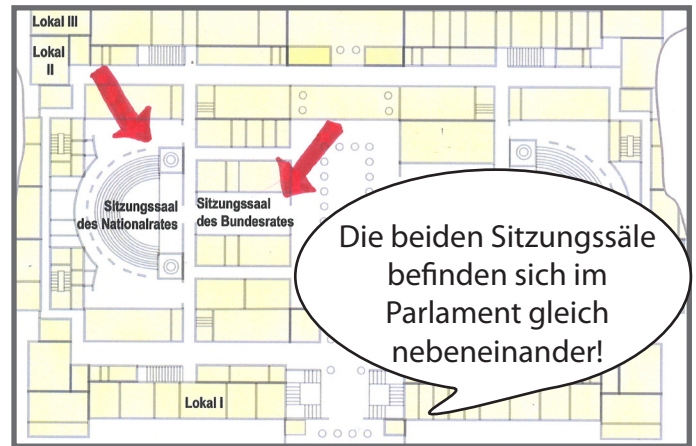 Lokal III
Lokal
II
Sitzungssaal
des Nationalrates
Sitzungssaal
des Bundesrates
Die beiden Sitzungssäle
befinden sich im
Parlament gleich
nebeneinander!
Lokal I